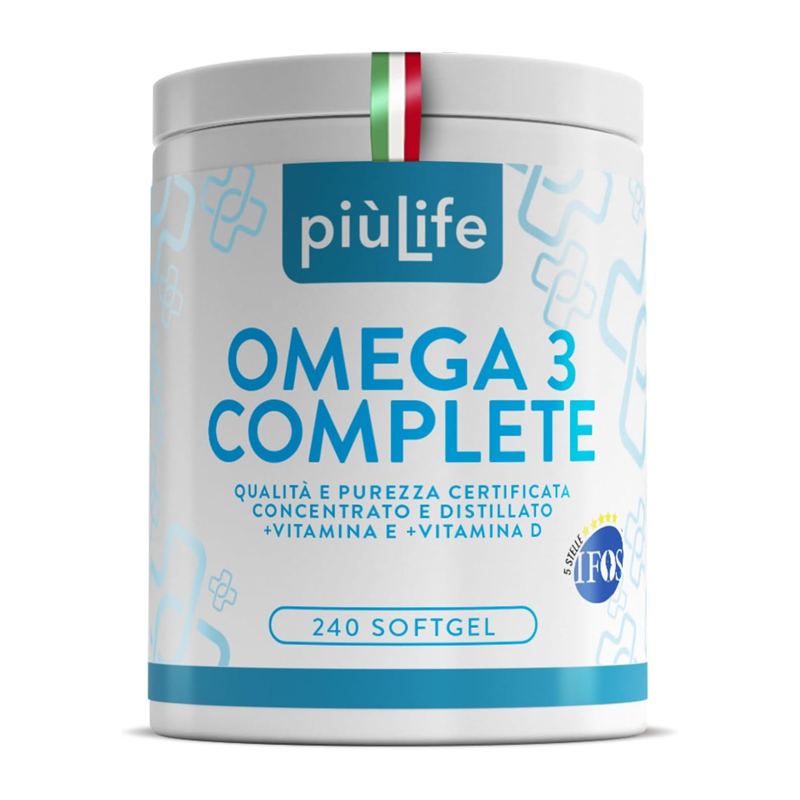 piùLife
OMEGA 3
COMPLETE
QUALITÀ E PUREZZA CERTIFICATA
CONCENTRATO E DISTILLATO
+VITAMINA E +VITAMINA D
5 STELLE
IFOS
240 SOFTGEL